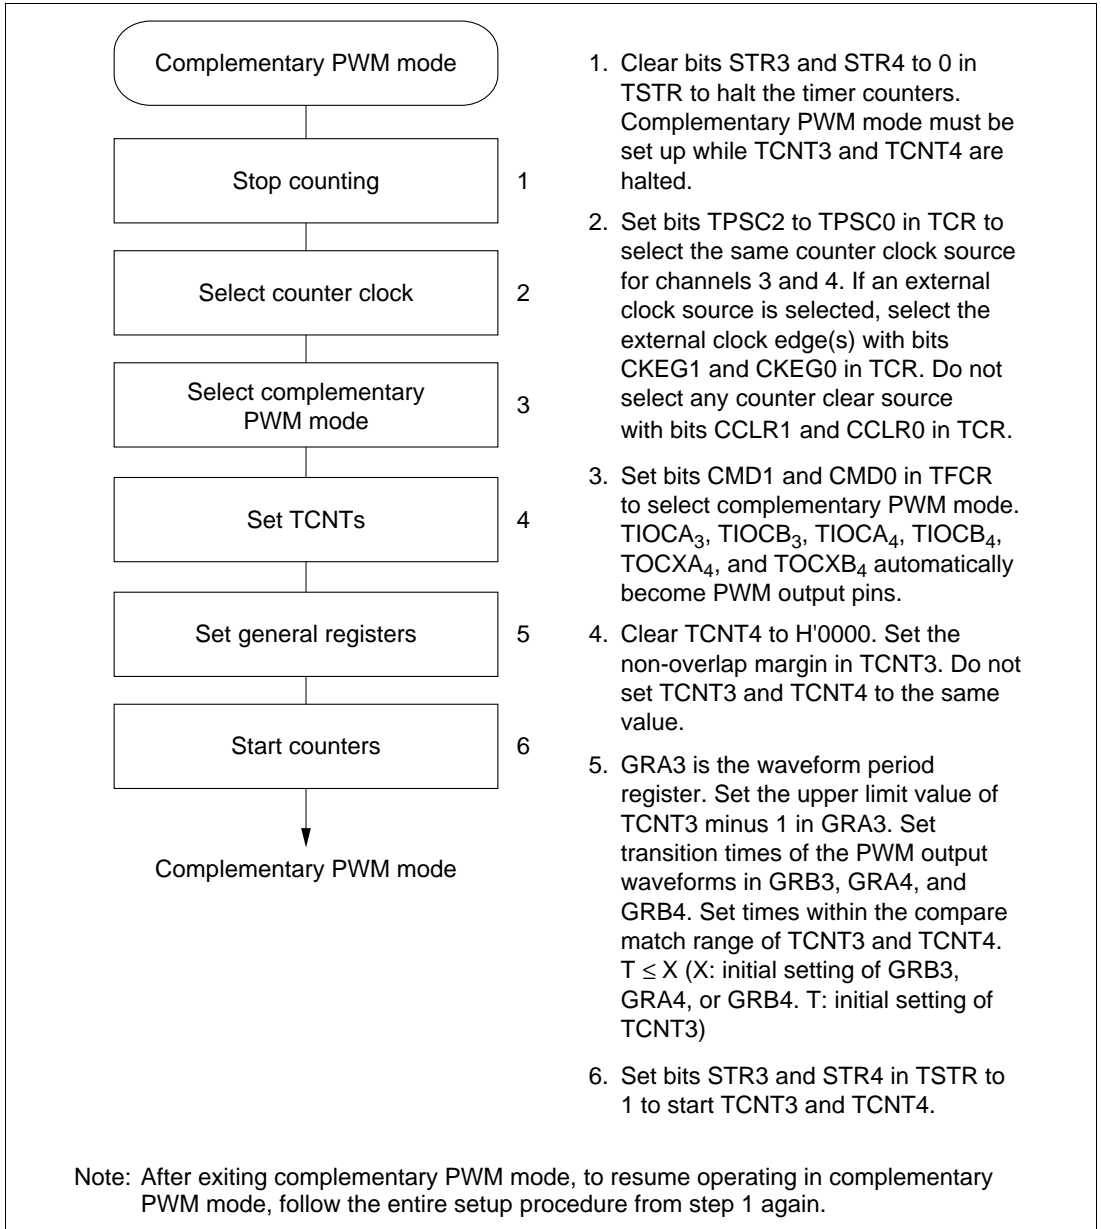 Complementary PWM mode
Stop counting
1
Select counter clock
2
Select complementary
PWM mode
3
Set TCNTs
4
Set general registers
5
Start counters
6
Complementary PWM mode
1. Clear bits STR3 and STR4 to 0 in
TSTR to halt the timer counters.
Complementary PWM mode must be
set up while TCNT3 and TCNT4 are
halted.
2. Set bits TPSC2 to TPSC0 in TCR to
select the same counter clock source
for channels 3 and 4. If an external
clock source is selected, select the
external clock edge(s) with bits
CKEG1 and CKEG0 in TCR. Do not
select any counter clear source
with bits CCLR1 and CCLR0 in TCR.
3. Set bits CMD1 and CMD0 in TFCR
to select complementary PWM mode.
TIOCA₃, TIOCB₃, TIOCA₄, TIOCB₄,
TOCXA₄, and TOCXB₄ automatically
become PWM output pins.
4. Clear TCNT4 to H'0000. Set the
non-overlap margin in TCNT3. Do not
set TCNT3 and TCNT4 to the same
value.
5. GRA3 is the waveform period
register. Set the upper limit value of
TCNT3 minus 1 in GRA3. Set
transition times of the PWM output
waveforms in GRB3, GRA4, and
GRB4. Set times within the compare
match range of TCNT3 and TCNT4.
T ≤ X (X: initial setting of GRB3,
GRA4, or GRB4. T: initial setting of
TCNT3)
6. Set bits STR3 and STR4 in TSTR to
1 to start TCNT3 and TCNT4.
Note: After exiting complementary PWM mode, to resume operating in complementary
PWM mode, follow the entire setup procedure from step 1 again.